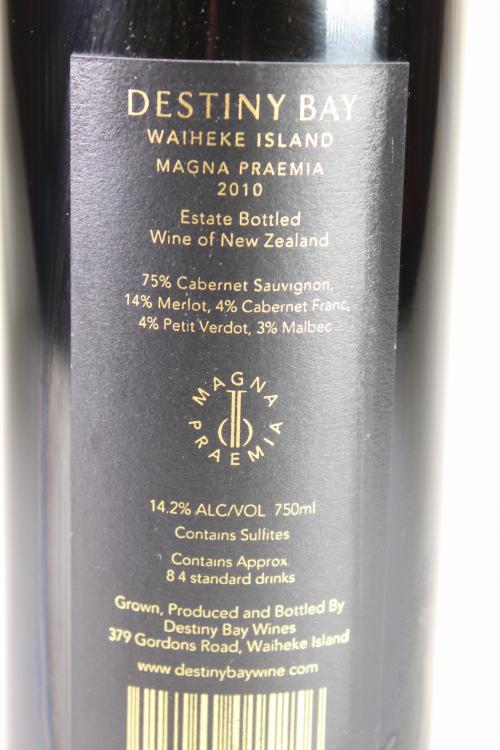 DESTINY BAY
WAIHEKE ISLAND
MAGNA PRAEMIA
2010
Estate Bottled
Wine of New Zealand
75% Cabernet Sauvignon,
14% Merlot, 4% Cabernet Franc,
4% Petit Verdot, 3% Malbec
MAGNA
PRAEMIA
14.2% ALC/VOL 750ml
Contains Sulfites
Contains Approx.
8.4 standard drinks
Grown, Produced and Bottled By
Destiny Bay Wines
379 Gordons Road, Waiheke Island
www.destinybaywine.com